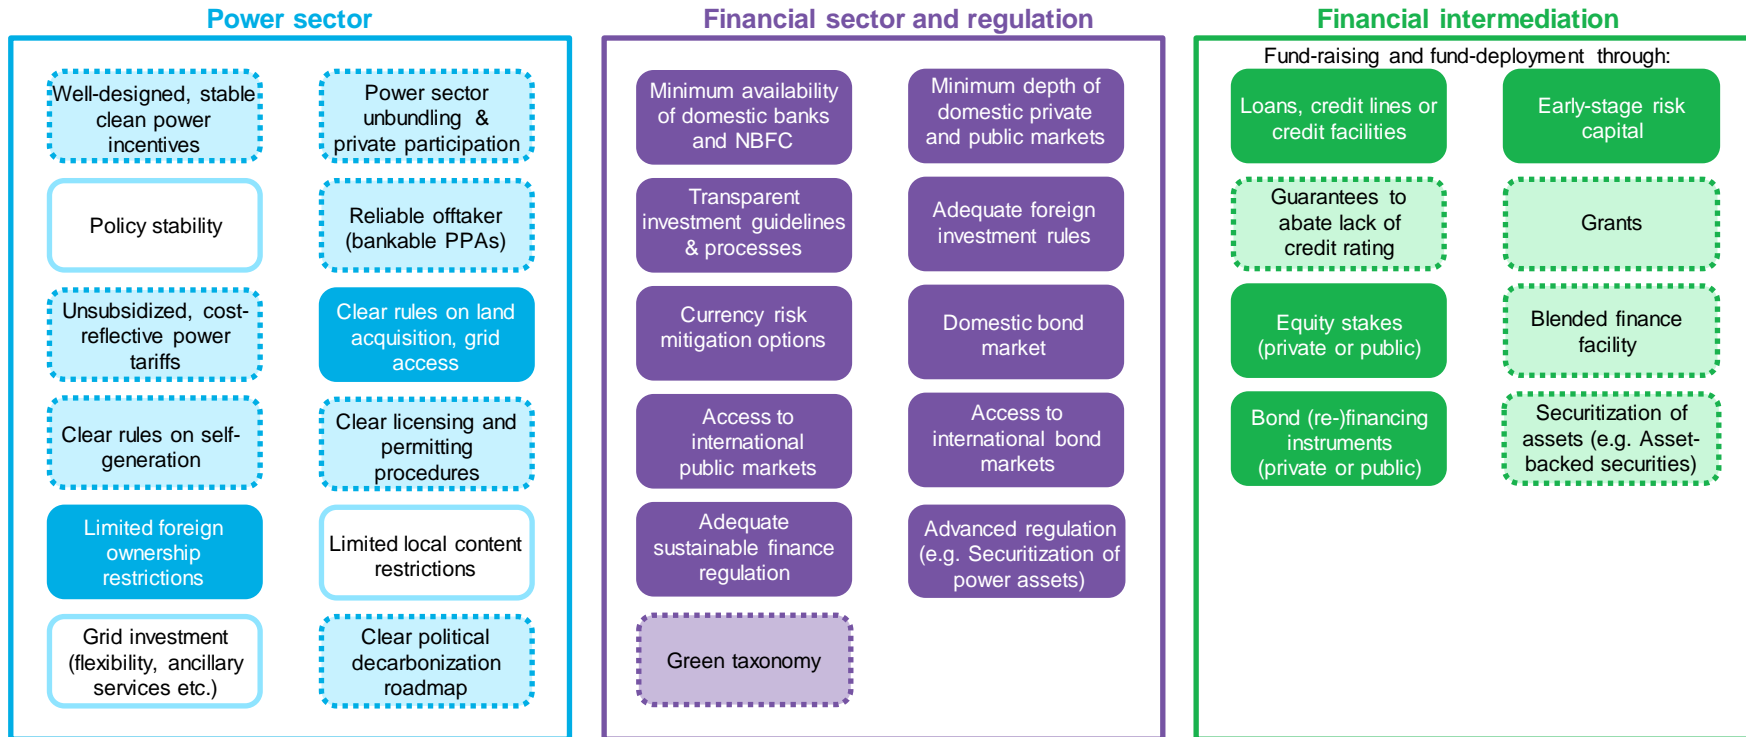 Power sector
Well-designed, stable
clean power
incentives
Power sector
unbundling &
private participation
Policy stability
Reliable offtaker
(bankable PPAs)
Unsubsidized, cost-
reflective power
tariffs
Clear rules on land
acquisition, grid
access
Clear rules on self-
generation
Clear licensing and
permitting
procedures
Limited foreign
ownership
restrictions
Limited local content
restrictions
Grid investment
(flexibility, ancillary
services etc.)
Clear political
decarbonization
roadmap
Financial sector and regulation
Minimum availability
of domestic banks
and NBFC
Minimum depth of
domestic private
and public markets
Transparent
investment guidelines
& processes
Adequate foreign
investment rules
Currency risk
mitigation options
Domestic bond
market
Access to
international
public markets
Access to
international bond
markets
Adequate
sustainable finance
regulation
Advanced regulation
(e.g. Securitization of
power assets)
Green taxonomy
Financial intermediation
Fund-raising and fund-deployment through:
Loans, credit lines or
credit facilities
Early-stage risk
capital
Guarantees to
abate lack of
credit rating
Grants
Equity stakes
(private or public)
Blended finance
facility
Bond (re-)financing
instruments
(private or public)
Securitization of
assets (e.g. Asset-
backed securities)